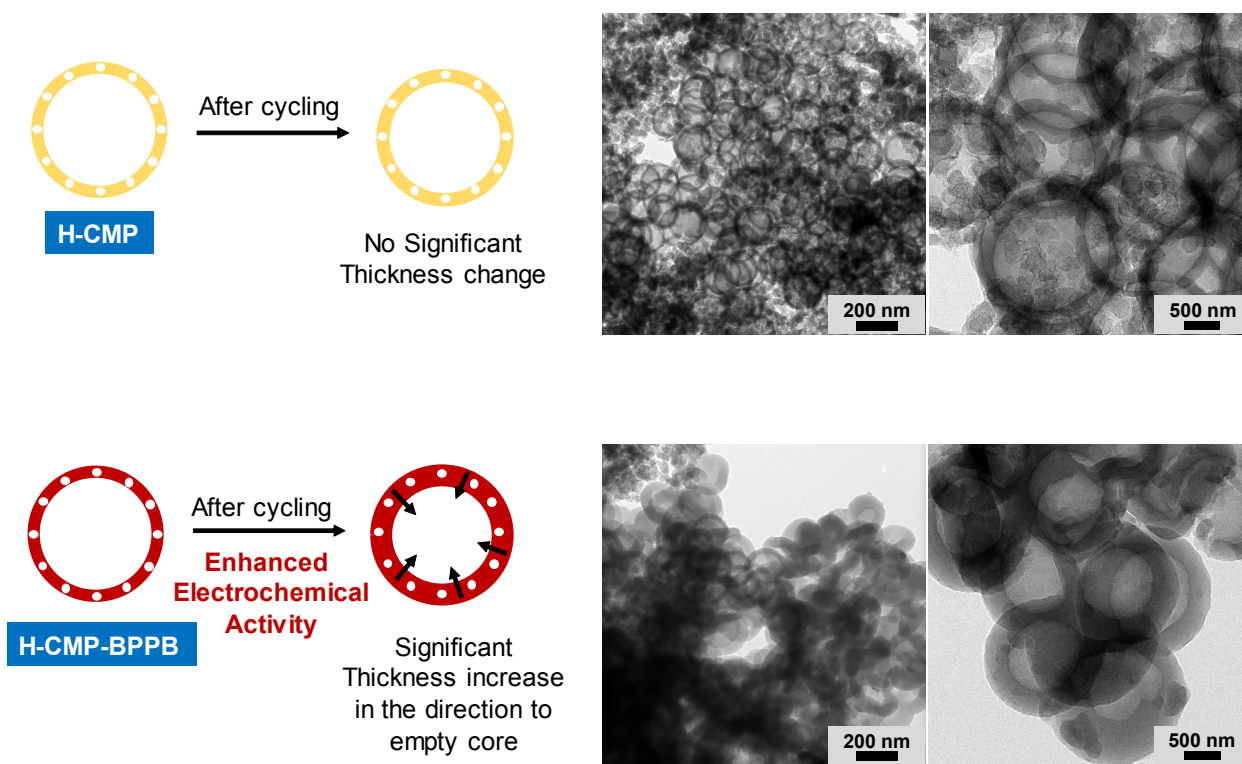 After cycling
H-CMP
No Significant
Thickness change
200 nm
500 nm
After cycling
Enhanced
Electrochemical
Activity
H-CMP-BPPB
Significant
Thickness increase
in the direction to
empty core
200 nm
500 nm